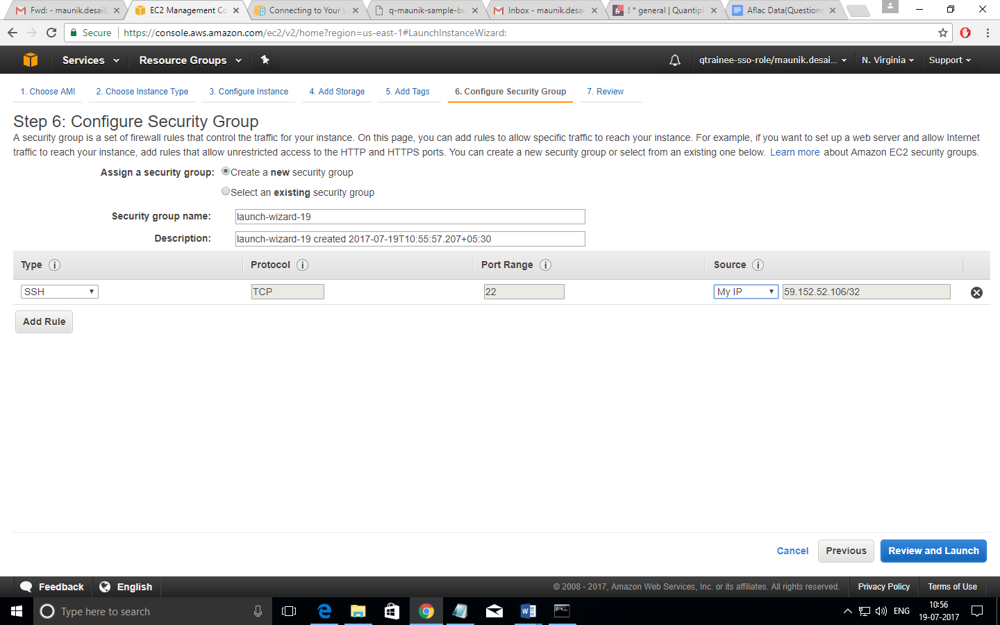 Fwd: - maunik.desai@
EC2 Management Co
Connecting to Your L
q-maunik-sample-bu
Inbox - maunik.desai
! * general | Quantiph
Aflac Data(Questions
Secure
https://console.aws.amazon.com/ec2/v2/home?region=us-east-1#LaunchInstanceWizard:
Services
Resource Groups
qtrainee-sso-role/maunik.desai...
N. Virginia
Support
1. Choose AMI
2. Choose Instance Type
3. Configure Instance
4. Add Storage
5. Add Tags
6. Configure Security Group
7. Review
Step 6: Configure Security Group
A security group is a set of firewall rules that control the traffic for your instance. On this page, you can add rules to allow specific traffic to reach your instance. For example, if you want to set up a web server and allow Internet
traffic to reach your instance, add rules that allow unrestricted access to the HTTP and HTTPS ports. You can create a new security group or select from an existing one below. Learn more about Amazon EC2 security groups.
Assign a security group: Create a new security group
Select an existing security group
Security group name: launch-wizard-19
Description: launch-wizard-19 created 2017-07-19T10:55:57.207+05:30
Type Protocol Port Range Source
SSH TCP 22 My IP 59.152.52.106/32
Add Rule
Cancel Previous Review and Launch
Feedback English © 2008 - 2017, Amazon Web Services, Inc. or its affiliates. All rights reserved. Privacy Policy Terms of Use
Type here to search
ENG
10:56
19-07-2017